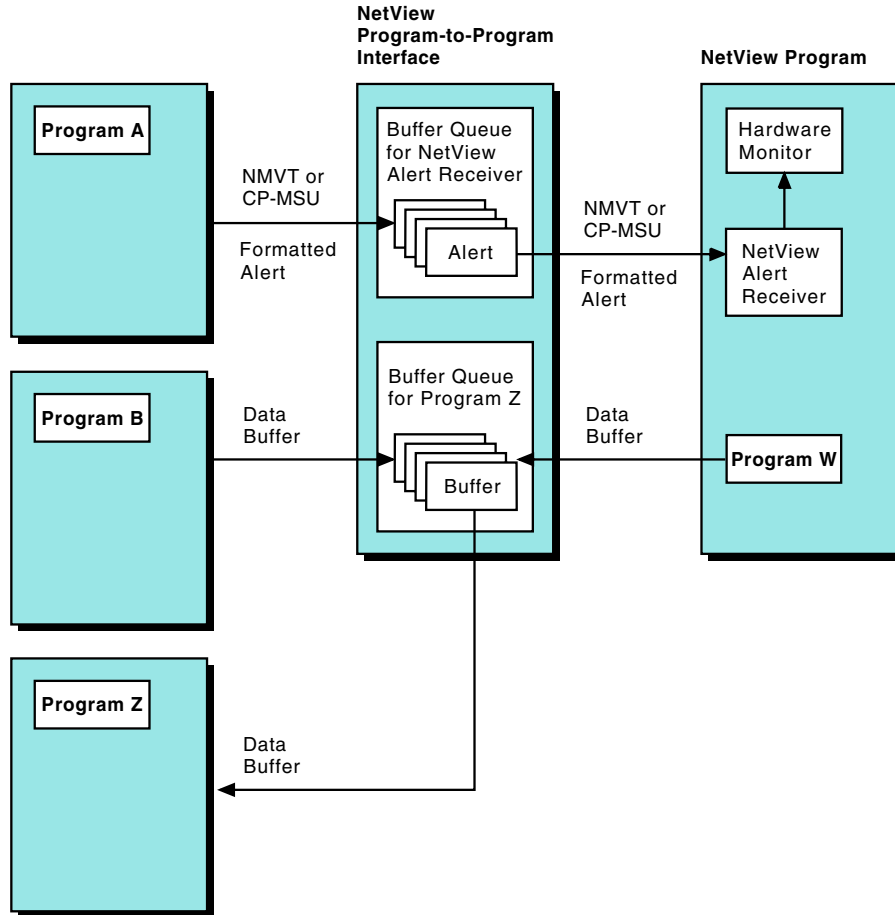 NetView
Program-to-Program
Interface
NetView Program
Program A
Buffer Queue
for NetView
Alert Receiver
Alert
Hardware
Monitor
NMVT or
CP-MSU
Formatted
Alert
NMVT or
CP-MSU
Formatted
Alert
NetView
Alert
Receiver
Program B
Data
Buffer
Buffer Queue
for Program Z
Buffer
Data
Buffer
Program W
Program Z
Data
Buffer